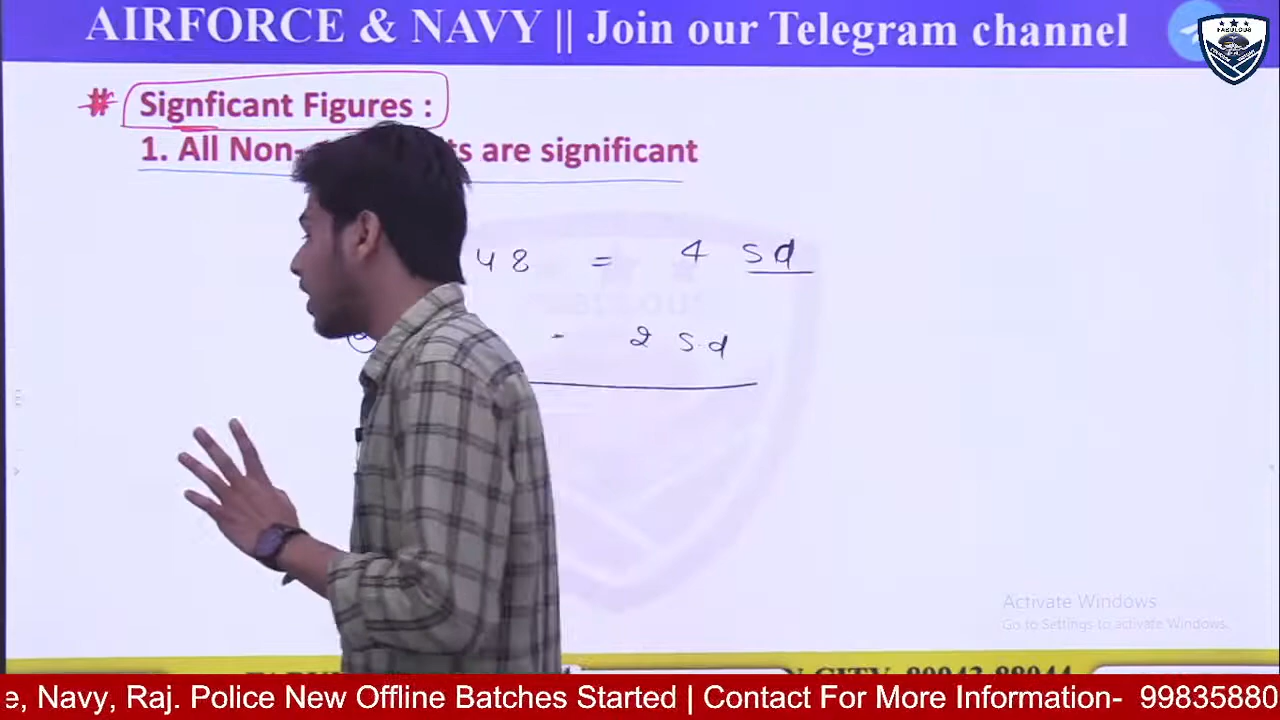 AIRFORCE & NAVY || Join our Telegram channel
FABULOUS
# Signficant Figures :
1. All Non- ts are significant
48 = 4 sd
- 2 s.d
Activate Windows
Go to Settings to activate Windows.
N CITY
e, Navy, Raj. Police New Offline Batches Started | Contact For More Information- 99835880